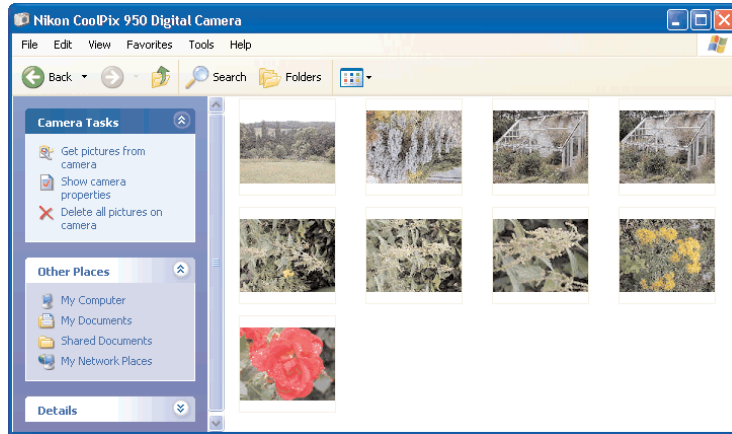 Nikon CoolPix 950 Digital Camera
File Edit View Favorites Tools Help
Back Search Folders
Camera Tasks
Get pictures from
camera
Show camera
properties
Delete all pictures on
camera
Other Places
My Computer
My Documents
Shared Documents
My Network Places
Details